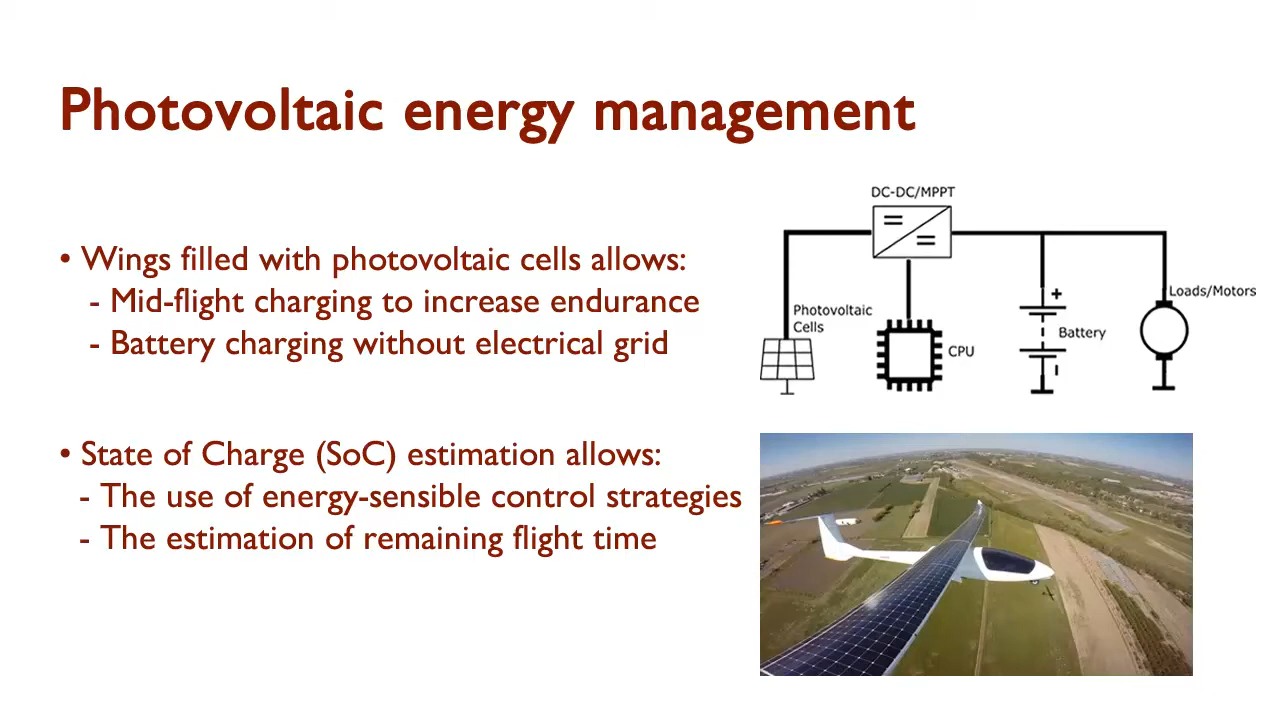 Photovoltaic energy management
• Wings filled with photovoltaic cells allows:
- Mid-flight charging to increase endurance
- Battery charging without electrical grid
• State of Charge (SoC) estimation allows:
- The use of energy-sensible control strategies
- The estimation of remaining flight time
DC-DC/MPPT
Photovoltaic
Cells
CPU
Battery
Loads/Motors